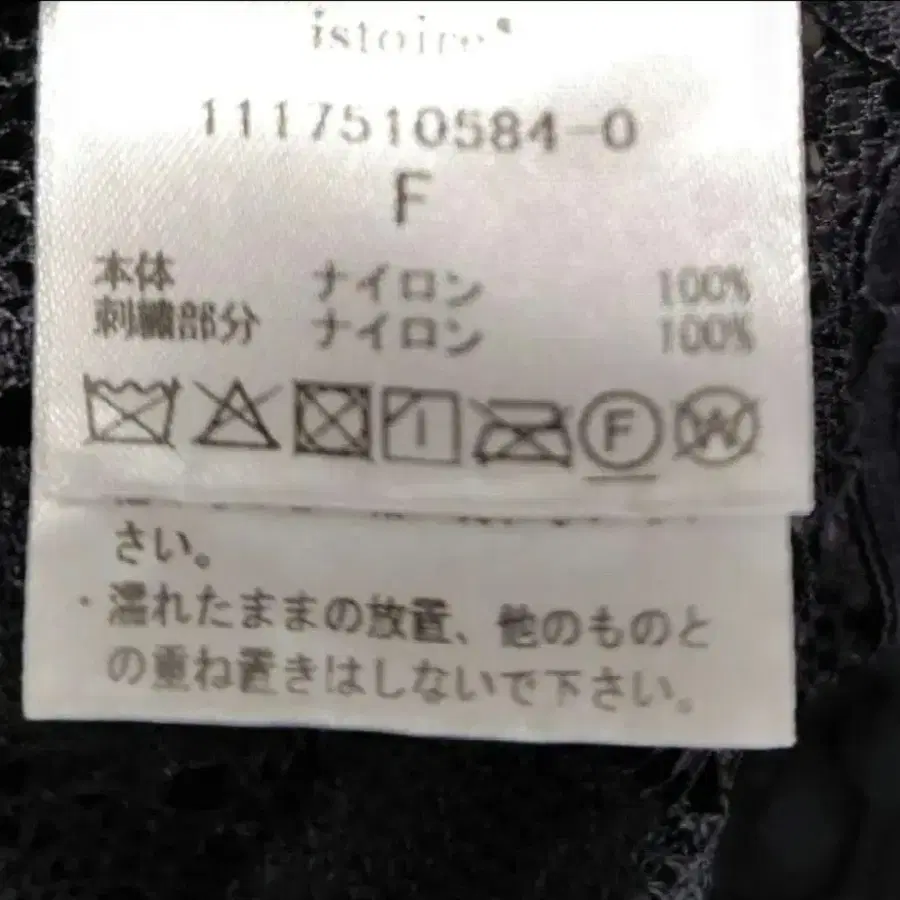 istoire
1117510584-0
F
本体 ナイロン 100%
刺繍部分 ナイロン 100%
F W
さい。
・濡れたままの放置、他のものと
の重ね置きはしないで下さい。